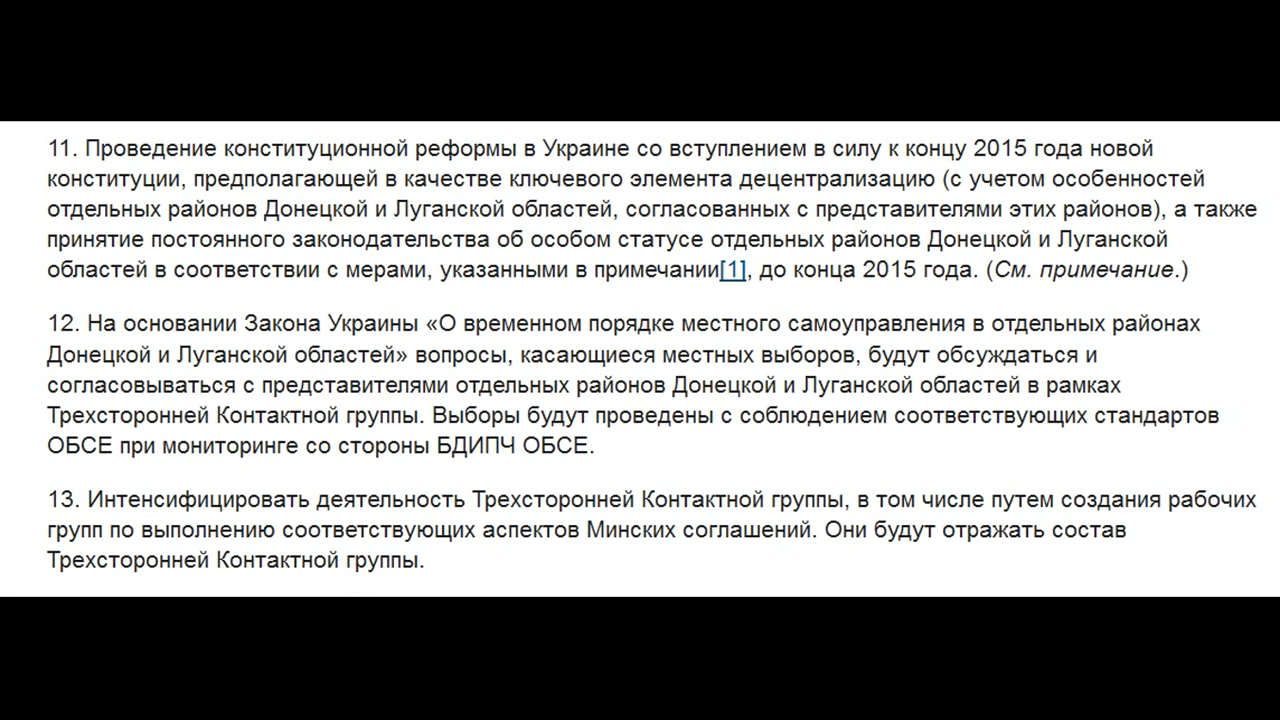 11. Проведение конституционной реформы в Украине со вступлением в силу к концу 2015 года новой
конституции, предполагающей в качестве ключевого элемента децентрализацию (с учетом особенностей
отдельных районов Донецкой и Луганской областей, согласованных с представителями этих районов), а также
принятие постоянного законодательства об особом статусе отдельных районов Донецкой и Луганской
областей в соответствии с мерами, указанными в примечании[1], до конца 2015 года. (См. примечание.)
12. На основании Закона Украины «О временном порядке местного самоуправления в отдельных районах
Донецкой и Луганской областей» вопросы, касающиеся местных выборов, будут обсуждаться и
согласовываться с представителями отдельных районов Донецкой и Луганской областей в рамках
Трехсторонней Контактной группы. Выборы будут проведены с соблюдением соответствующих стандартов
ОБСЕ при мониторинге со стороны БДИПЧ ОБСЕ.
13. Интенсифицировать деятельность Трехсторонней Контактной группы, в том числе путем создания рабочих
групп по выполнению соответствующих аспектов Минских соглашений. Они будут отражать состав
Трехсторонней Контактной группы.